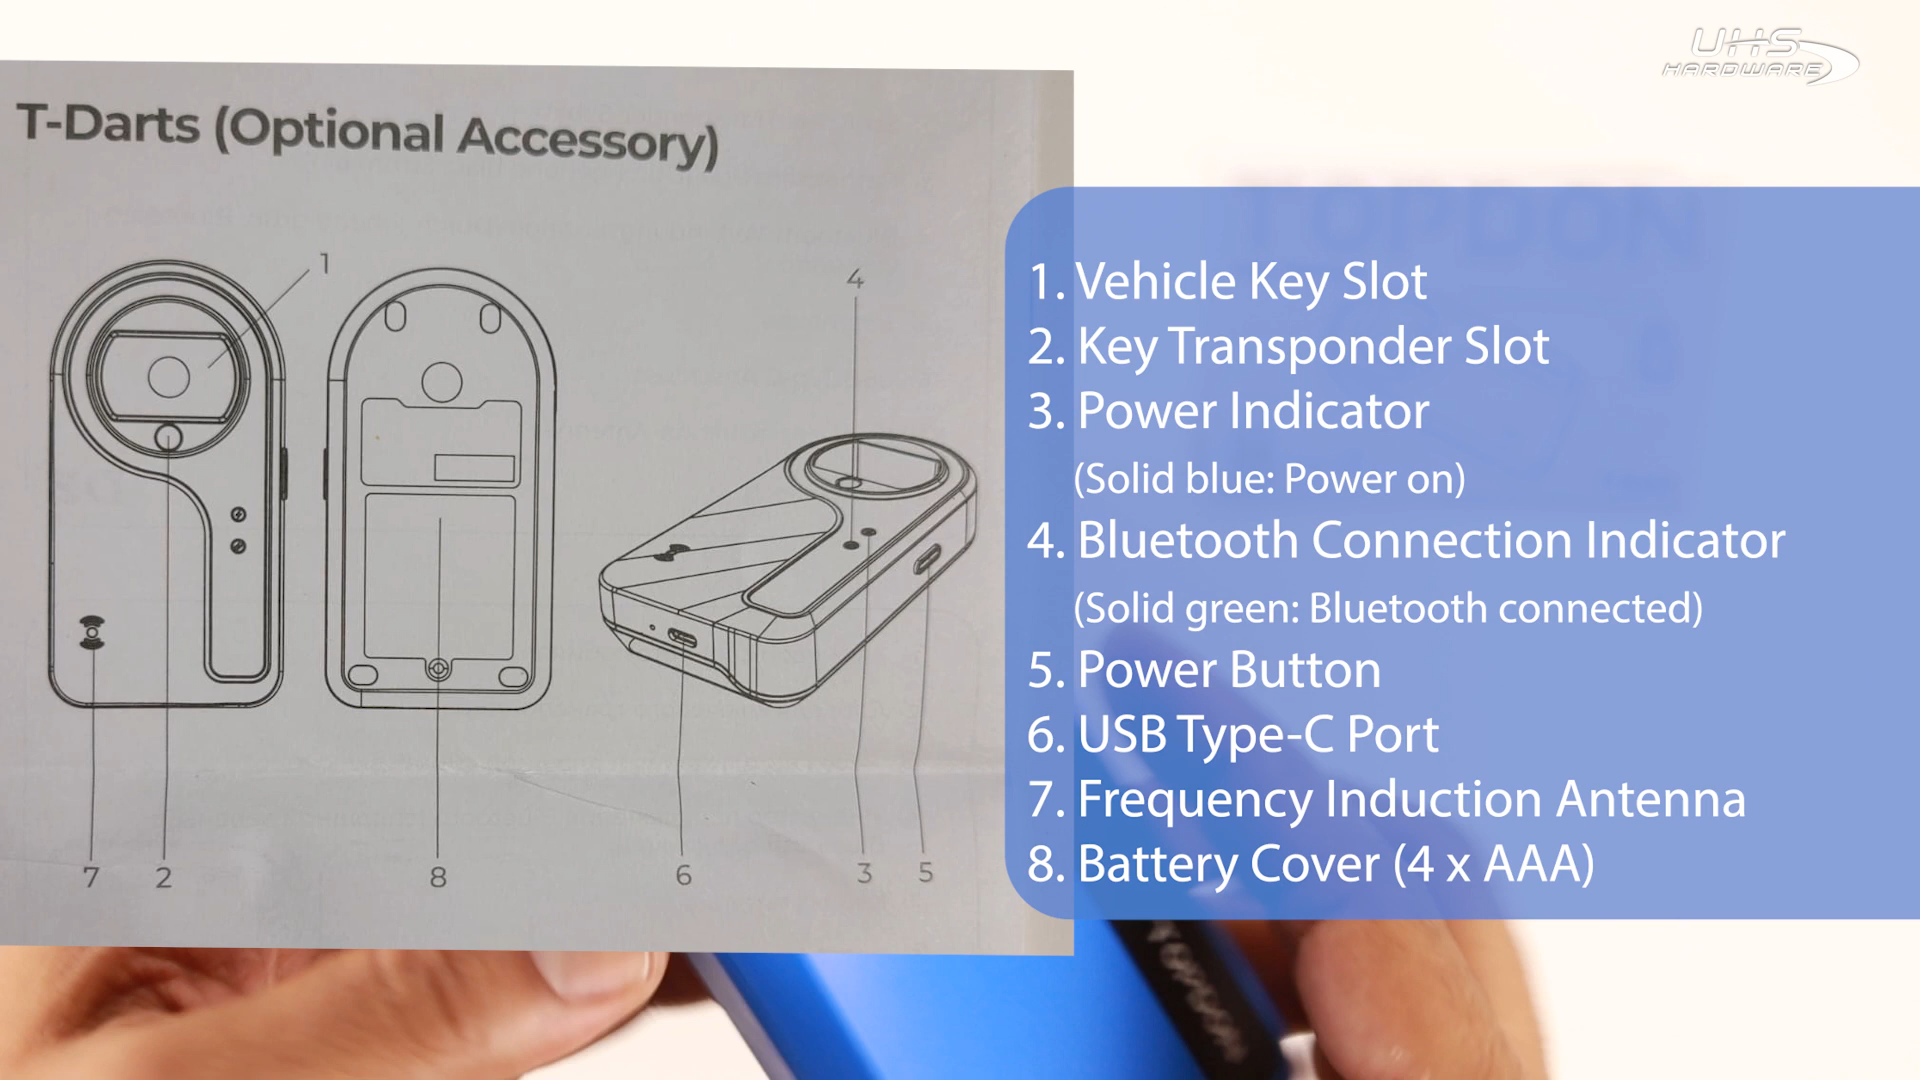 UHS
HARDWARE
T-Darts (Optional Accessory)
1
4
7
2
8
6
3
5
TOPDON
1. Vehicle Key Slot
2. Key Transponder Slot
3. Power Indicator
(Solid blue: Power on)
4. Bluetooth Connection Indicator
(Solid green: Bluetooth connected)
5. Power Button
6. USB Type-C Port
7. Frequency Induction Antenna
8. Battery Cover (4 x AAA)